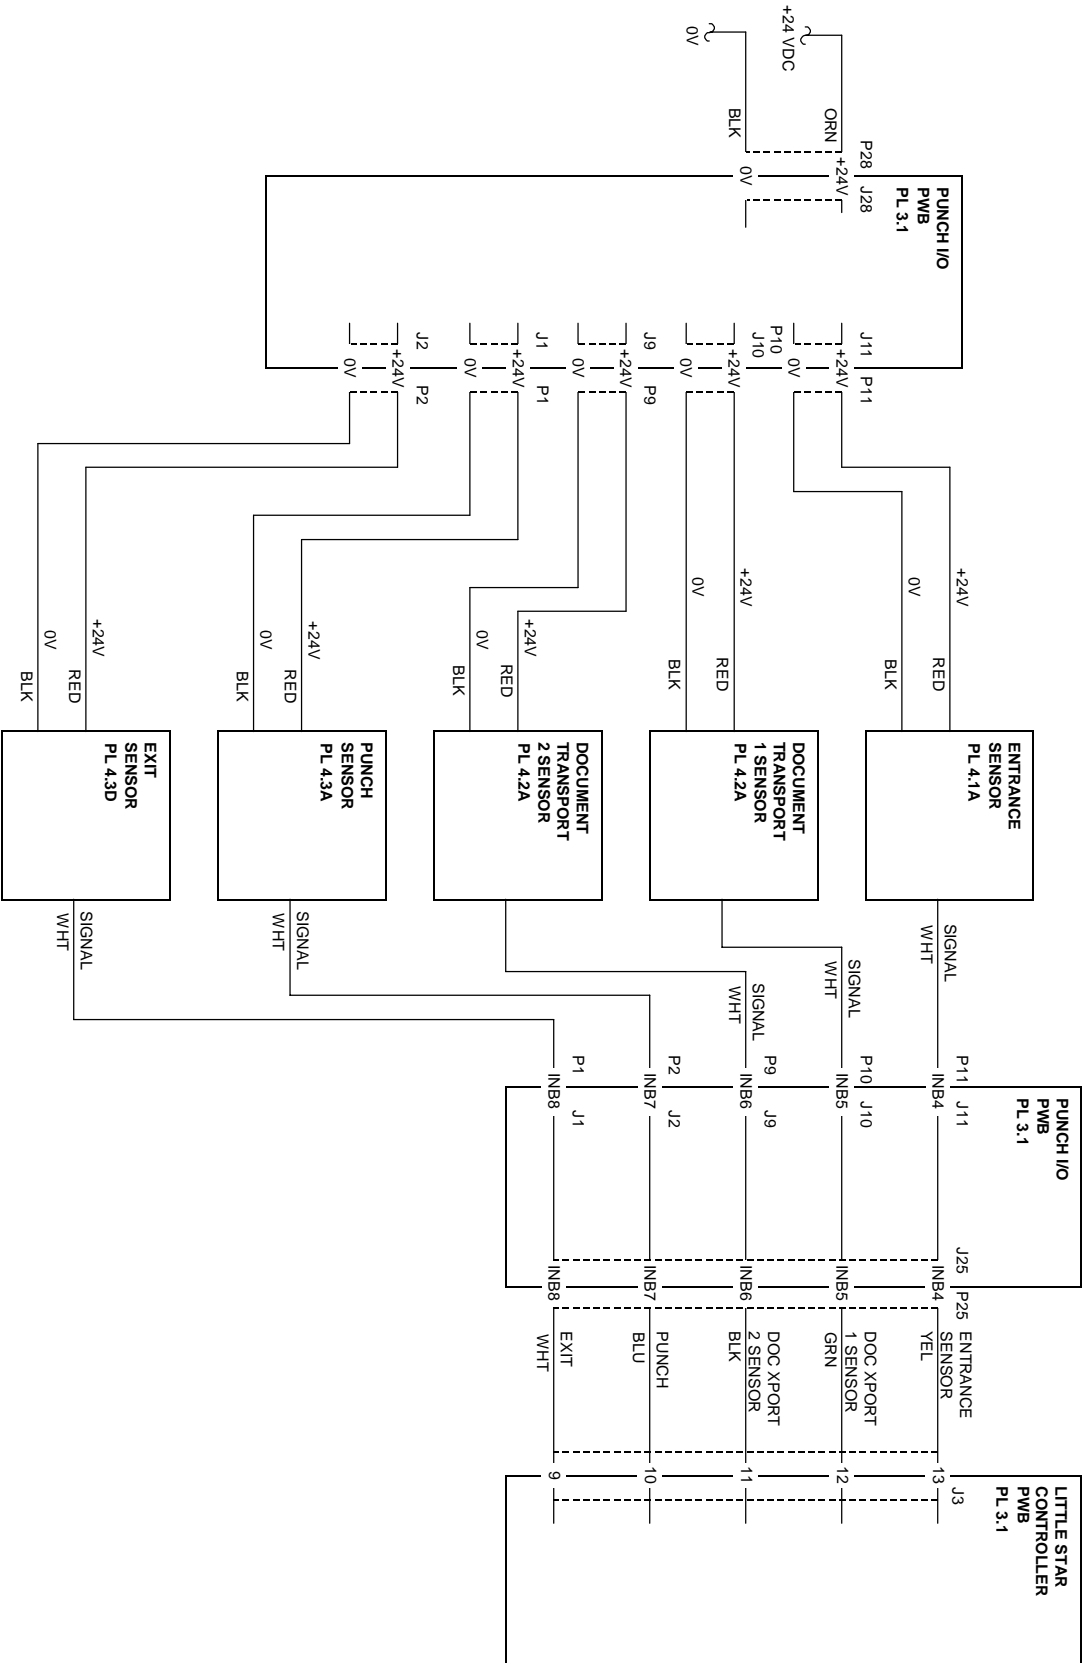 +24 VDC
0V
ORN
BLK
P28
J28
+24V
0V
PUNCH I/O
PWB
PL 3.1
J11
P11
+24V
0V
P10
J10
+24V
0V
J9
P9
+24V
0V
J1
P1
+24V
0V
J2
P2
+24V
0V
+24V
RED
0V
BLK
ENTRANCE
SENSOR
PL 4.1A
SIGNAL
WHT
+24V
RED
0V
BLK
DOCUMENT
TRANSPORT
1 SENSOR
PL 4.2A
SIGNAL
WHT
+24V
RED
0V
BLK
DOCUMENT
TRANSPORT
2 SENSOR
PL 4.2A
SIGNAL
WHT
+24V
RED
0V
BLK
PUNCH
SENSOR
PL 4.3A
SIGNAL
WHT
+24V
RED
0V
BLK
EXIT
SENSOR
PL 4.3D
SIGNAL
WHT
PUNCH I/O
PWB
PL 3.1
P11
J11
INB4
P10
J10
INB5
P9
J9
INB6
P2
J2
INB7
P1
J1
INB8
J25
P25
INB4
INB5
INB6
INB7
INB8
ENTRANCE
SENSOR
YEL
DOC XPORT
1 SENSOR
GRN
DOC XPORT
2 SENSOR
BLK
PUNCH
BLU
EXIT
WHT
J3
13
12
11
10
9
LITTLE STAR
CONTROLLER
PWB
PL 3.1